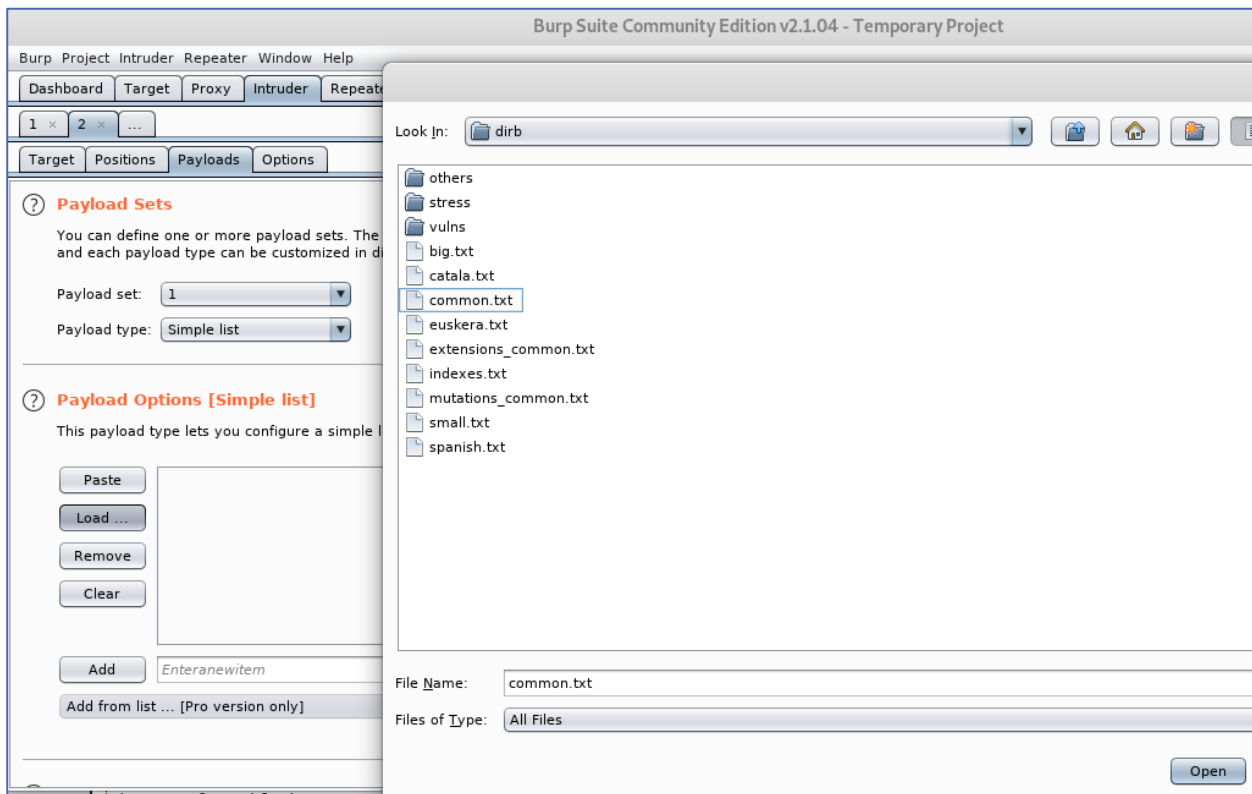 Burp Suite Community Edition v2.1.04 - Temporary Project
Burp Project Intruder Repeater Window Help
Dashboard Target Proxy Intruder
1 × 2 × ...
Target Positions Payloads Options
? Payload Sets
You can define one or more payload sets. The
and each payload type can be customized in
Payload set: 1
Payload type: Simple list
? Payload Options [Simple list]
This payload type lets you configure a simple
Paste
Load ...
Remove
Clear
Add Enteranewitem
Add from list ... [Pro version only]
Look In: dirb
others
stress
vulns
big.txt
catala.txt
common.txt
euskera.txt
extensions_common.txt
indexes.txt
mutations_common.txt
small.txt
spanish.txt
File Name: common.txt
Files of Type: All Files
Open